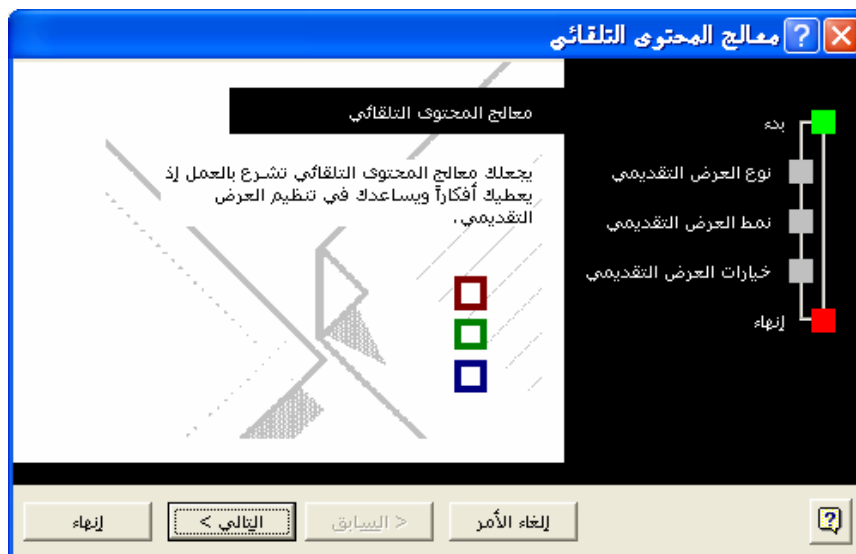 معالج المحتوى التلقائي
معالج المحتوى التلقائي
يجعلك معالج المحتوى التلقائي تشرع بالعمل إذ
يعطيك أفكاراً ويساعدك في تنظيم العرض
التقديمي.
بدء
نوع العرض التقديمي
نمط العرض التقديمي
خيارات العرض التقديمي
إنهاء
إلغاء الأمر
< السابق
التالي >
إنهاء